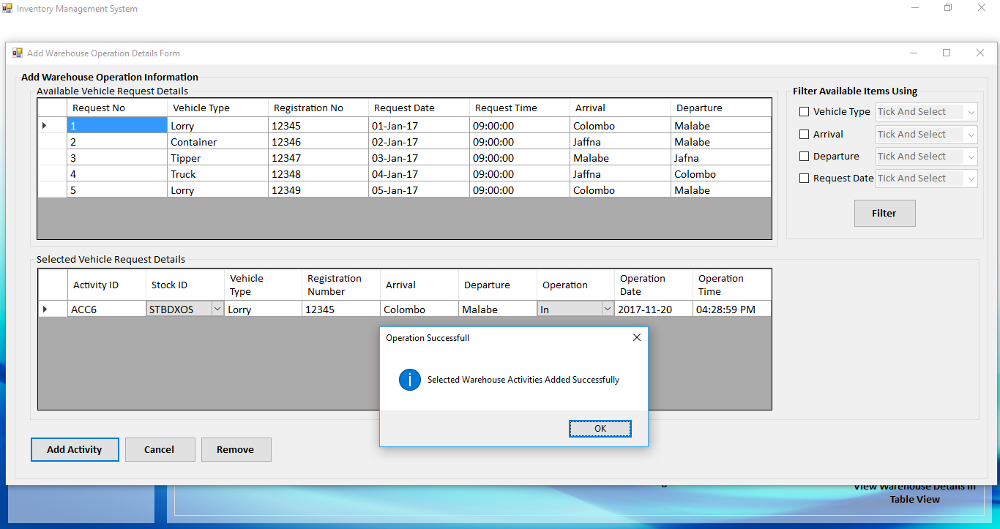 Inventory Management System
Add Warehouse Operation Details Form
Add Warehouse Operation Information
Available Vehicle Request Details
Request No Vehicle Type Registration No Request Date Request Time Arrival Departure
1 Lorry 12345 01-Jan-17 09:00:00 Colombo Malabe
2 Container 12346 02-Jan-17 09:00:00 Jaffna Malabe
3 Tipper 12347 03-Jan-17 09:00:00 Malabe Jafna
4 Truck 12348 04-Jan-17 09:00:00 Jaffna Colombo
5 Lorry 12349 05-Jan-17 09:00:00 Colombo Malabe
Filter Available Items Using
Vehicle Type Tick And Select
Arrival Tick And Select
Departure Tick And Select
Request Date Tick And Select
Filter
Selected Vehicle Request Details
Activity ID Stock ID Vehicle Type Registration Number Arrival Departure Operation Operation Date Operation Time
ACC6 STBDXOS Lorry 12345 Colombo Malabe In 2017-11-20 04:28:59 PM
Operation Successfull
Selected Warehouse Activities Added Successfully
OK
Add Activity Cancel Remove
View Warehouse Details In
Table View